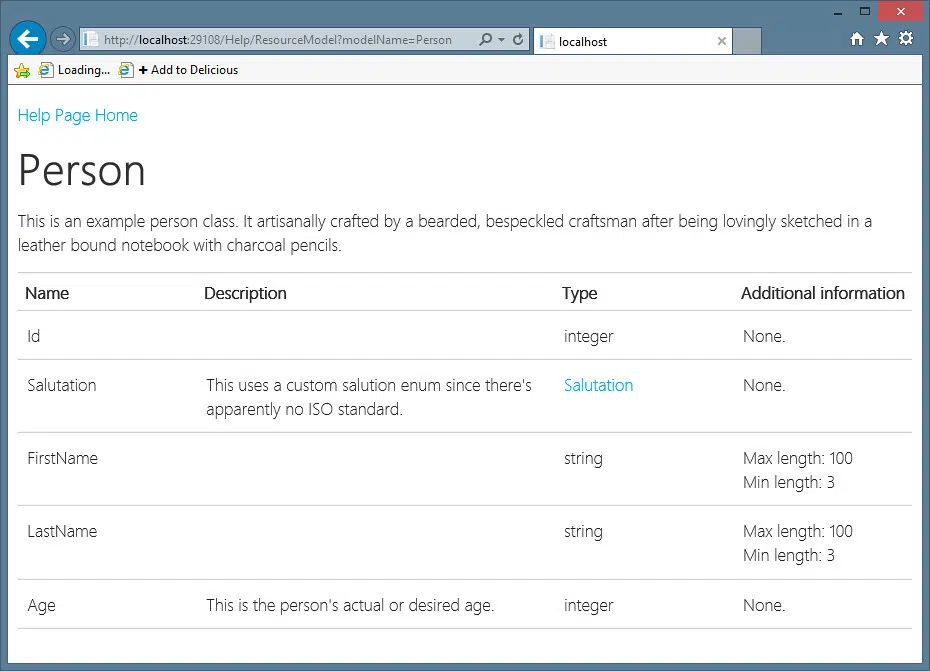 http://localhost:29108/Help/ResourceModel?modelName=Person
localhost
Loading...
+ Add to Delicious
Help Page Home
Person
This is an example person class. It artisanally crafted by a bearded, bespeckled craftsman after being lovingly sketched in a
leather bound notebook with charcoal pencils.
Name Description Type Additional information
Id integer None.
Salutation This uses a custom salution enum since there's Salutation None.
apparently no ISO standard.
FirstName string Max length: 100
Min length: 3
LastName string Max length: 100
Min length: 3
Age This is the person's actual or desired age. integer None.